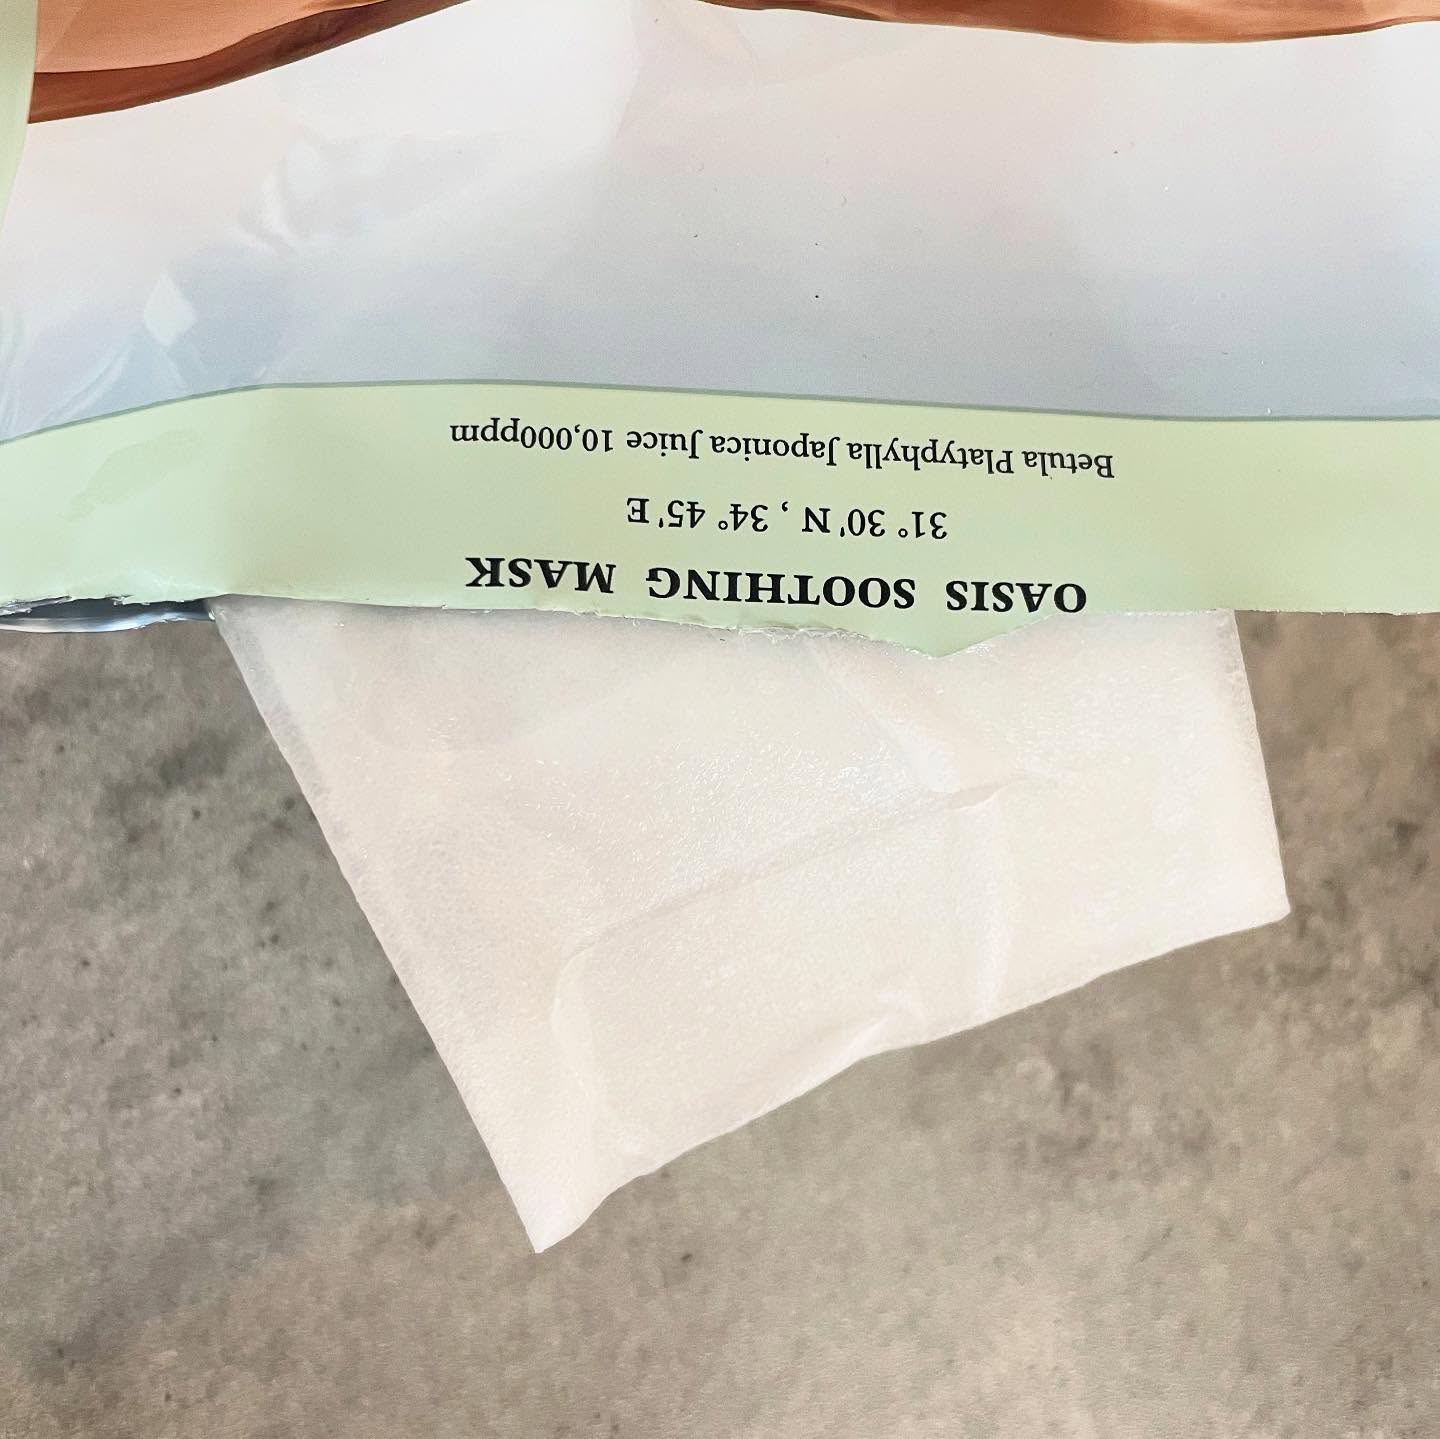 OASIS SOOTHING MASK
31° 30' N , 34° 45' E
Betula Platyphylla Japonica Juice 10,000ppm